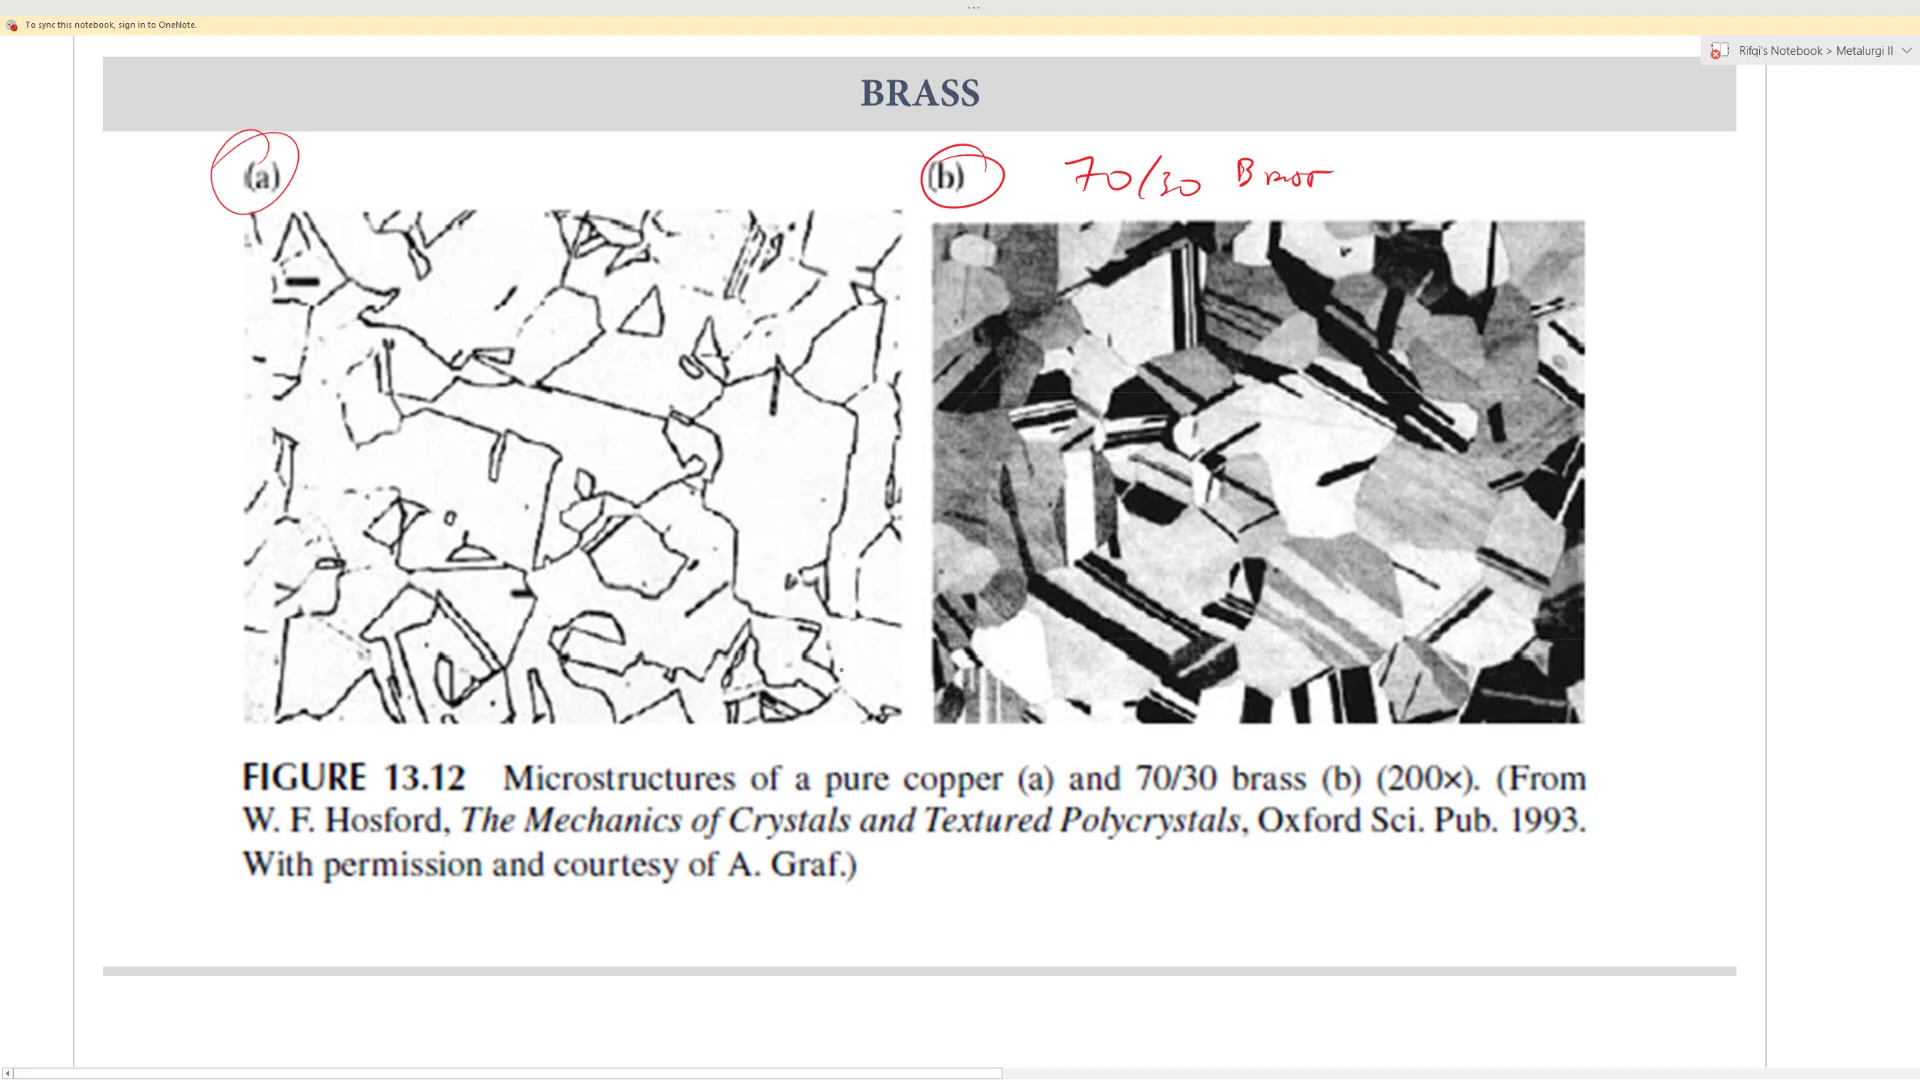 To sync this notebook, sign in to OneNote.
Rifqi's Notebook > Metalurgi II
BRASS
(a)
(b) 70/30 Brass
FIGURE 13.12 Microstructures of a pure copper (a) and 70/30 brass (b) (200×). (From
W. F. Hosford, The Mechanics of Crystals and Textured Polycrystals, Oxford Sci. Pub. 1993.
With permission and courtesy of A. Graf.)